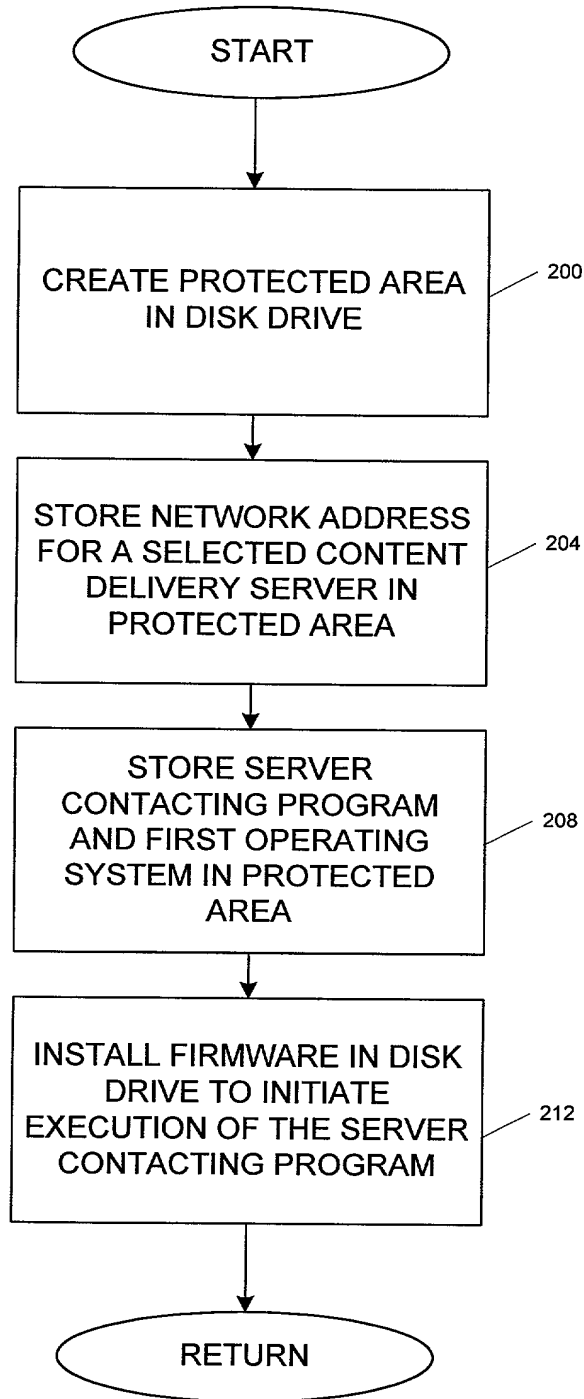 START
CREATE PROTECTED AREA
IN DISK DRIVE
200
STORE NETWORK ADDRESS
FOR A SELECTED CONTENT
DELIVERY SERVER IN
PROTECTED AREA
204
STORE SERVER
CONTACTING PROGRAM
AND FIRST OPERATING
SYSTEM IN PROTECTED
AREA
208
INSTALL FIRMWARE IN DISK
DRIVE TO INITIATE
EXECUTION OF THE SERVER
CONTACTING PROGRAM
212
RETURN